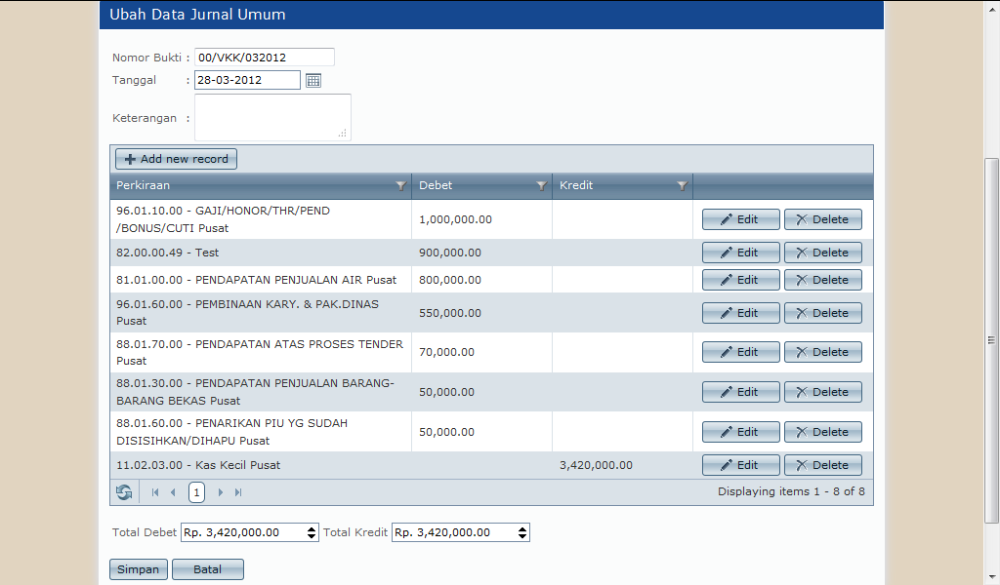 Ubah Data Jurnal Umum
Nomor Bukti : 00/VKK/032012
Tanggal : 28-03-2012
Keterangan :
Add new record
Perkiraan Debet Kredit
96.01.10.00 - GAJI/HONOR/THR/PEND
/BONUS/CUTI Pusat 1,000,000.00 Edit Delete
82.00.00.49 - Test 900,000.00 Edit Delete
81.01.00.00 - PENDAPATAN PENJUALAN AIR Pusat 800,000.00 Edit Delete
96.01.60.00 - PEMBINAAN KARY. & PAK.DINAS
Pusat 550,000.00 Edit Delete
88.01.70.00 - PENDAPATAN ATAS PROSES TENDER
Pusat 70,000.00 Edit Delete
88.01.30.00 - PENDAPATAN PENJUALAN BARANG-
BARANG BEKAS Pusat 50,000.00 Edit Delete
88.01.60.00 - PENARIKAN PIU YG SUDAH
DISISIHKAN/DIHAPU Pusat 50,000.00 Edit Delete
11.02.03.00 - Kas Kecil Pusat 3,420,000.00 Edit Delete
1 Displaying items 1 - 8 of 8
Total Debet Rp. 3,420,000.00 Total Kredit Rp. 3,420,000.00
Simpan Batal